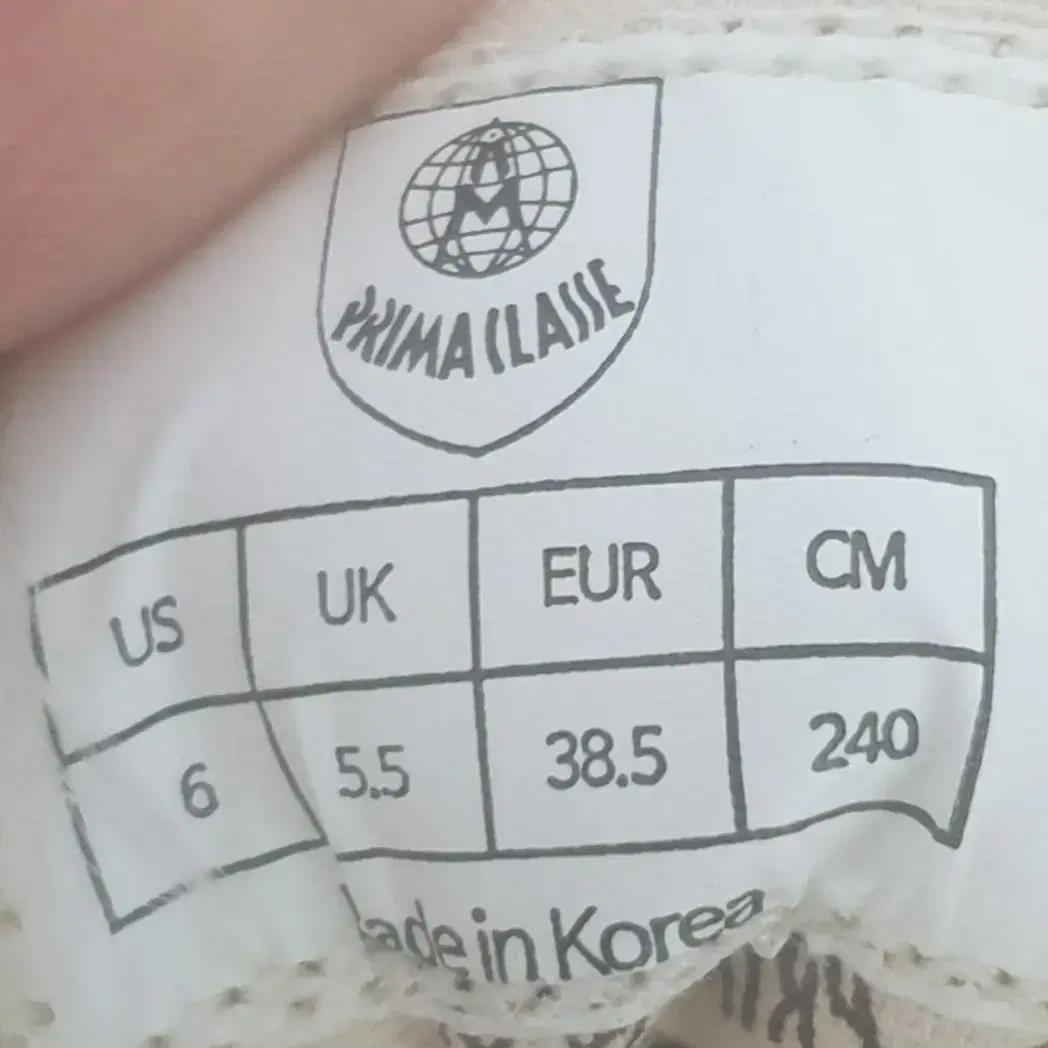 PRIMA CLASSE
US UK EUR CM
6 5.5 38.5 240
Made in Korea